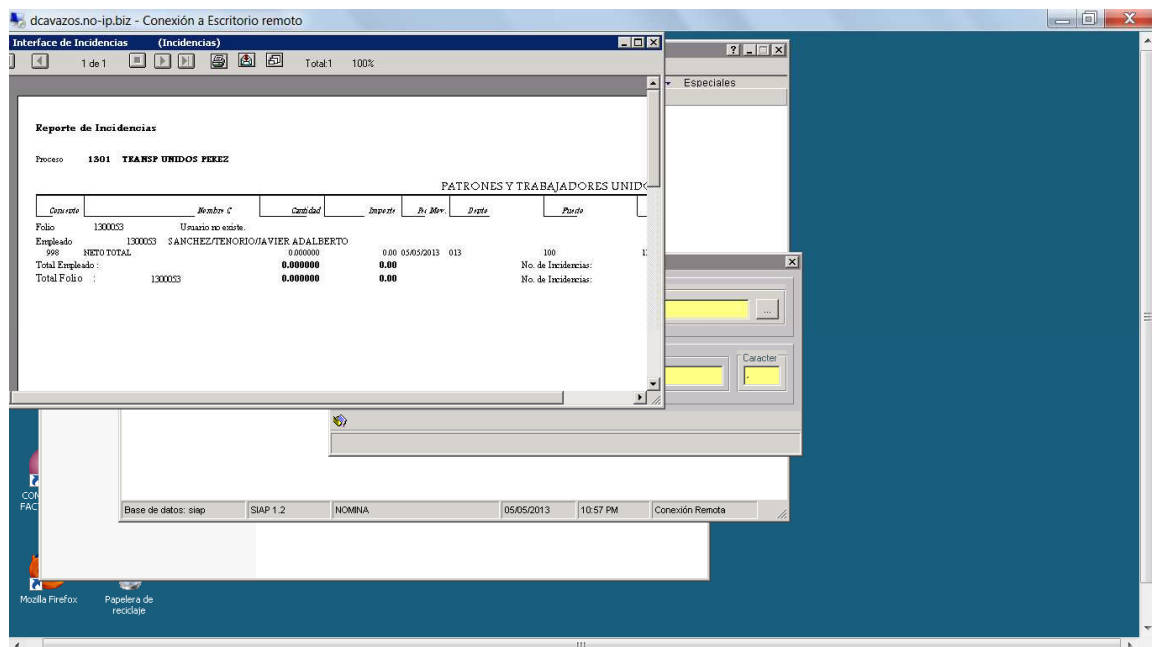 dcavazos.no-ip.biz - Conexión a Escritorio remoto
Interface de Incidencias (Incidencias)
1 de 1 Total:1 100%
Especiales
Reporte de Incidencias
Proceso 1301 TRANSP UNIDOS PEREZ
PATRONES Y TRABAJADORES UNID
Concepto Nombre C Cantidad Importe Fec Mov. Depto Puesto
Folio 1300053 Usuario no existe.
Empleado 1300053 SANCHEZ/TENORIO/JAVIER ADALBERTO
998 NETO TOTAL 0.000000 0.00 05/05/2013 013 100
Total Empleado : 0.000000 0.00 No. de Incidencias:
Total Folio : 1300053 0.000000 0.00 No. de Incidencias:
...
Caracter
CON
FAC
Base de datos: siap SIAP 1.2 NOMINA 05/05/2013 10:57 PM Conexión Remota
Mozilla Firefox Papelera de
reciclaje